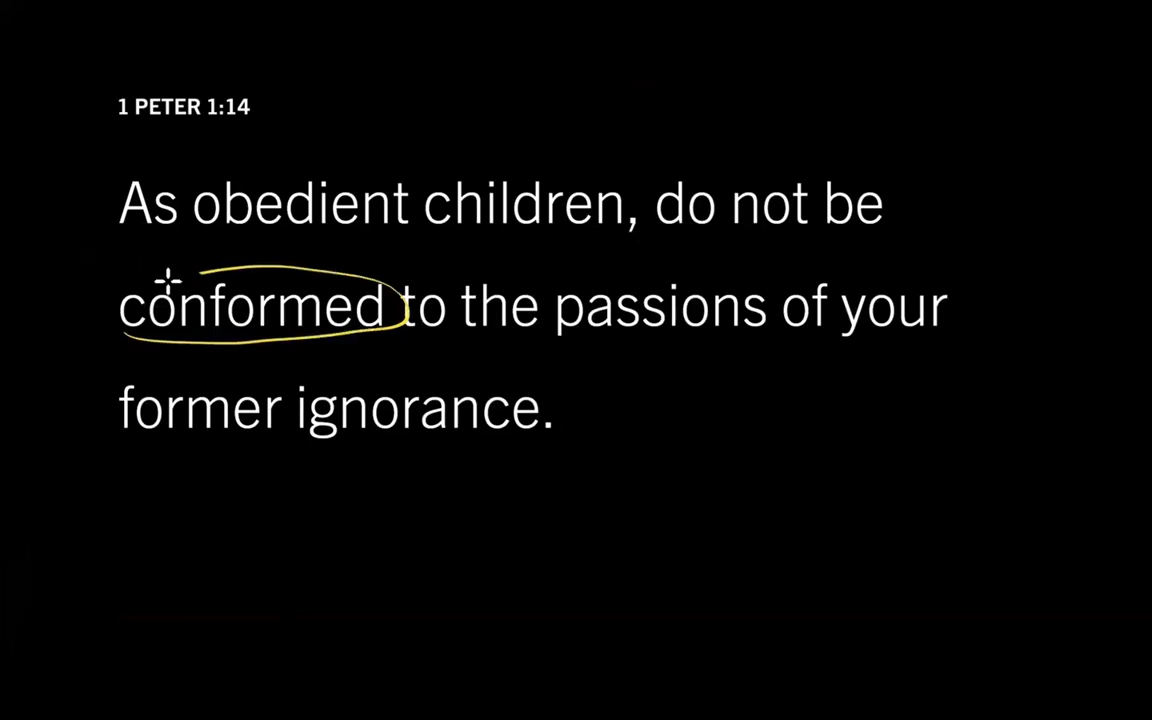 1 PETER 1:14
As obedient children, do not be
conformed to the passions of your
former ignorance.